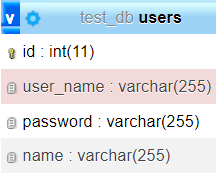 v test_db users
id : int(11)
user_name : varchar(255)
password : varchar(255)
name : varchar(255)